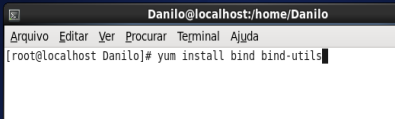 Danilo@localhost:/home/Danilo
Arquivo Editar Ver Procurar Terminal Ajuda
[root@localhost Danilo]# yum install bind bind-utils